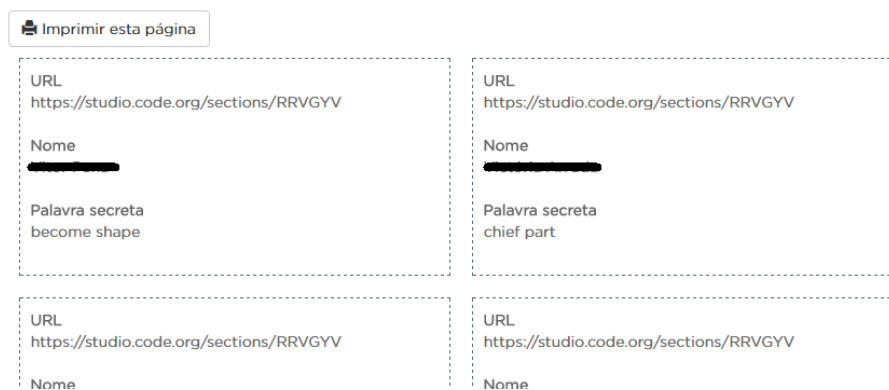 Imprimir esta página
URL
https://studio.code.org/sections/RRVGYV
Nome
Palavra secreta
become shape
URL
https://studio.code.org/sections/RRVGYV
Nome
Palavra secreta
chief part
URL
https://studio.code.org/sections/RRVGYV
Nome
URL
https://studio.code.org/sections/RRVGYV
Nome